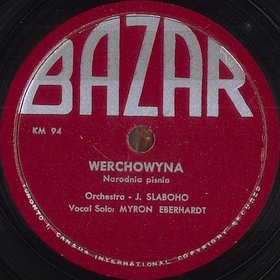 BAZAR
KM 94
WERCHOWYNA
Narodnia pisnia
Orchestra - J. SLABOHO
Vocal Solo: MYRON EBERHARDT
TORONTO 1, CANADA INTERNATIONAL COPYRIGHT SECURED